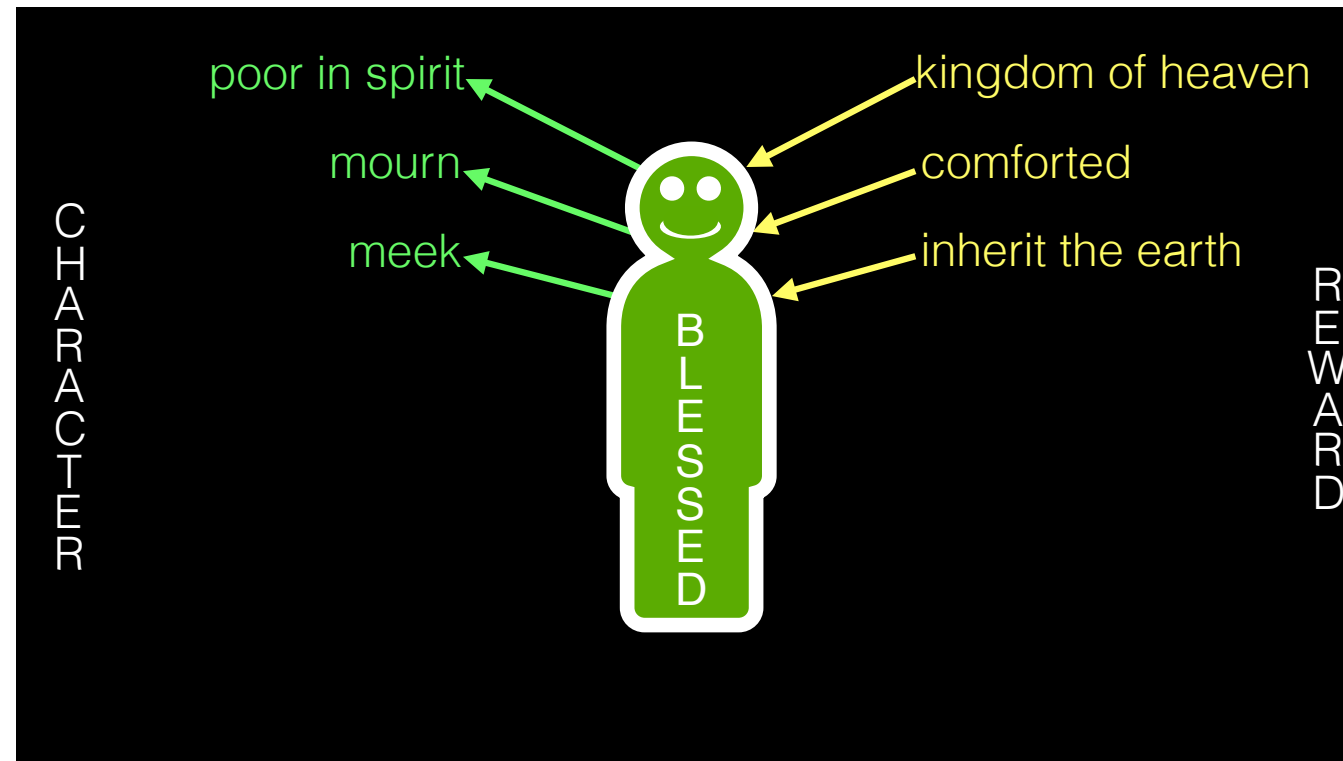 poor in spirit
kingdom of heaven
mourn
comforted
meek
inherit the earth
CHARACTER
BLESSED
REWARD